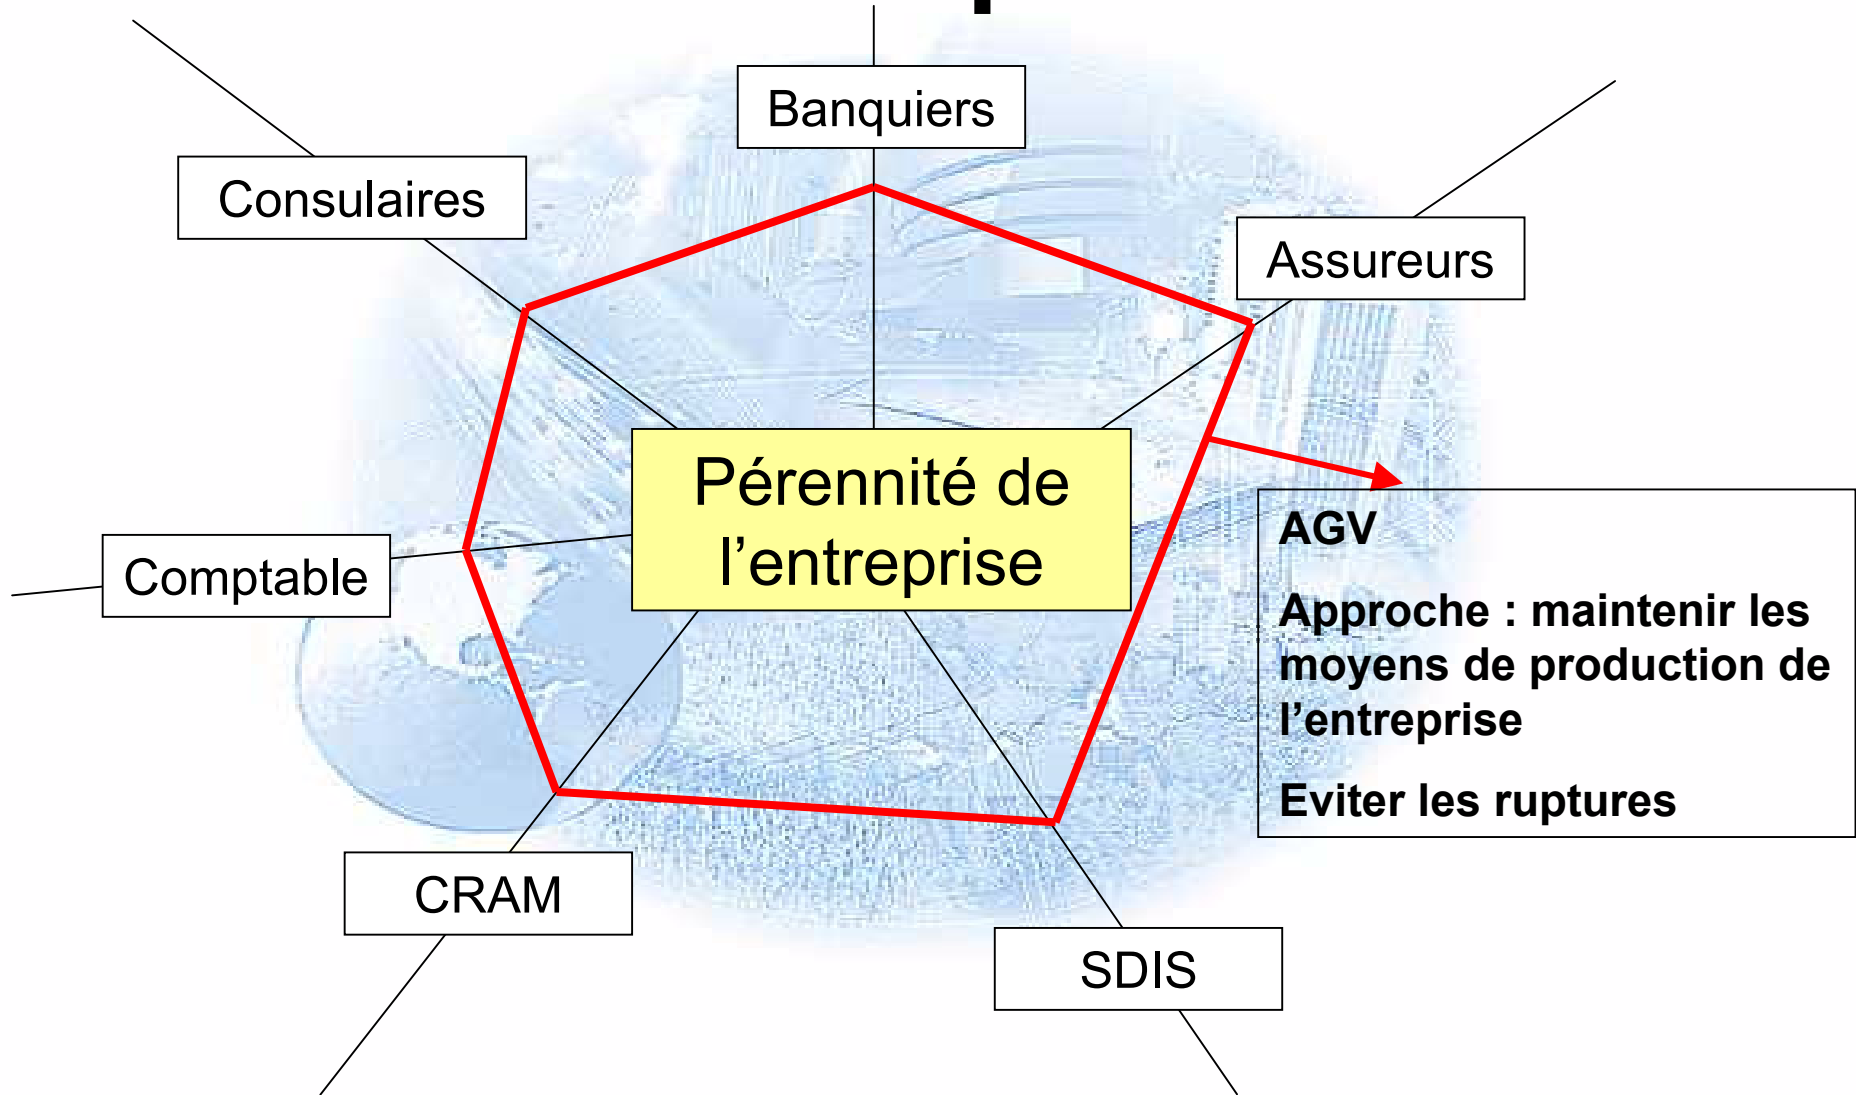 Banquiers
Consulaires
Assureurs
Pérennité de
l’entreprise
Comptable
AGV
Approche : maintenir les
moyens de production de
l’entreprise
Eviter les ruptures
CRAM
SDIS